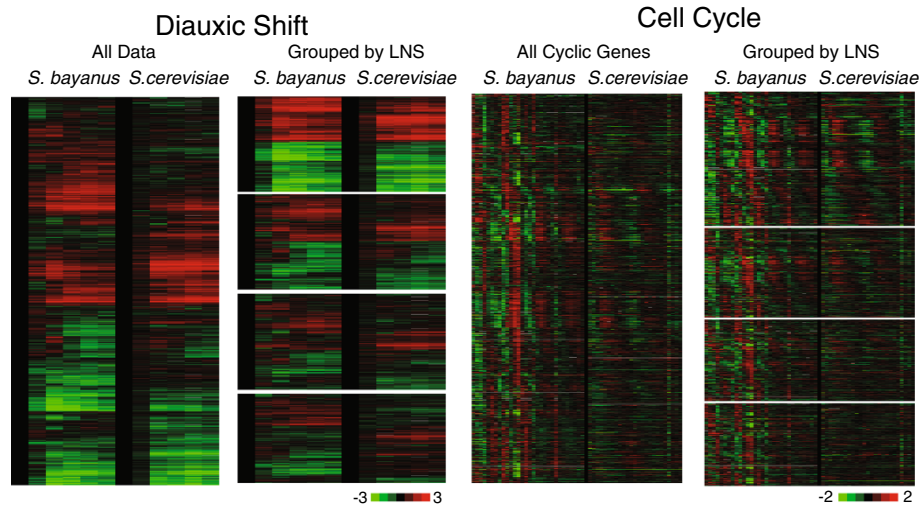 Diauxic Shift
Cell Cycle
All Data
Grouped by LNS
All Cyclic Genes
Grouped by LNS
S. bayanus S.cerevisiae
S. bayanus S.cerevisiae
S. bayanus S.cerevisiae
S. bayanus S.cerevisiae
-3 3
-2 2